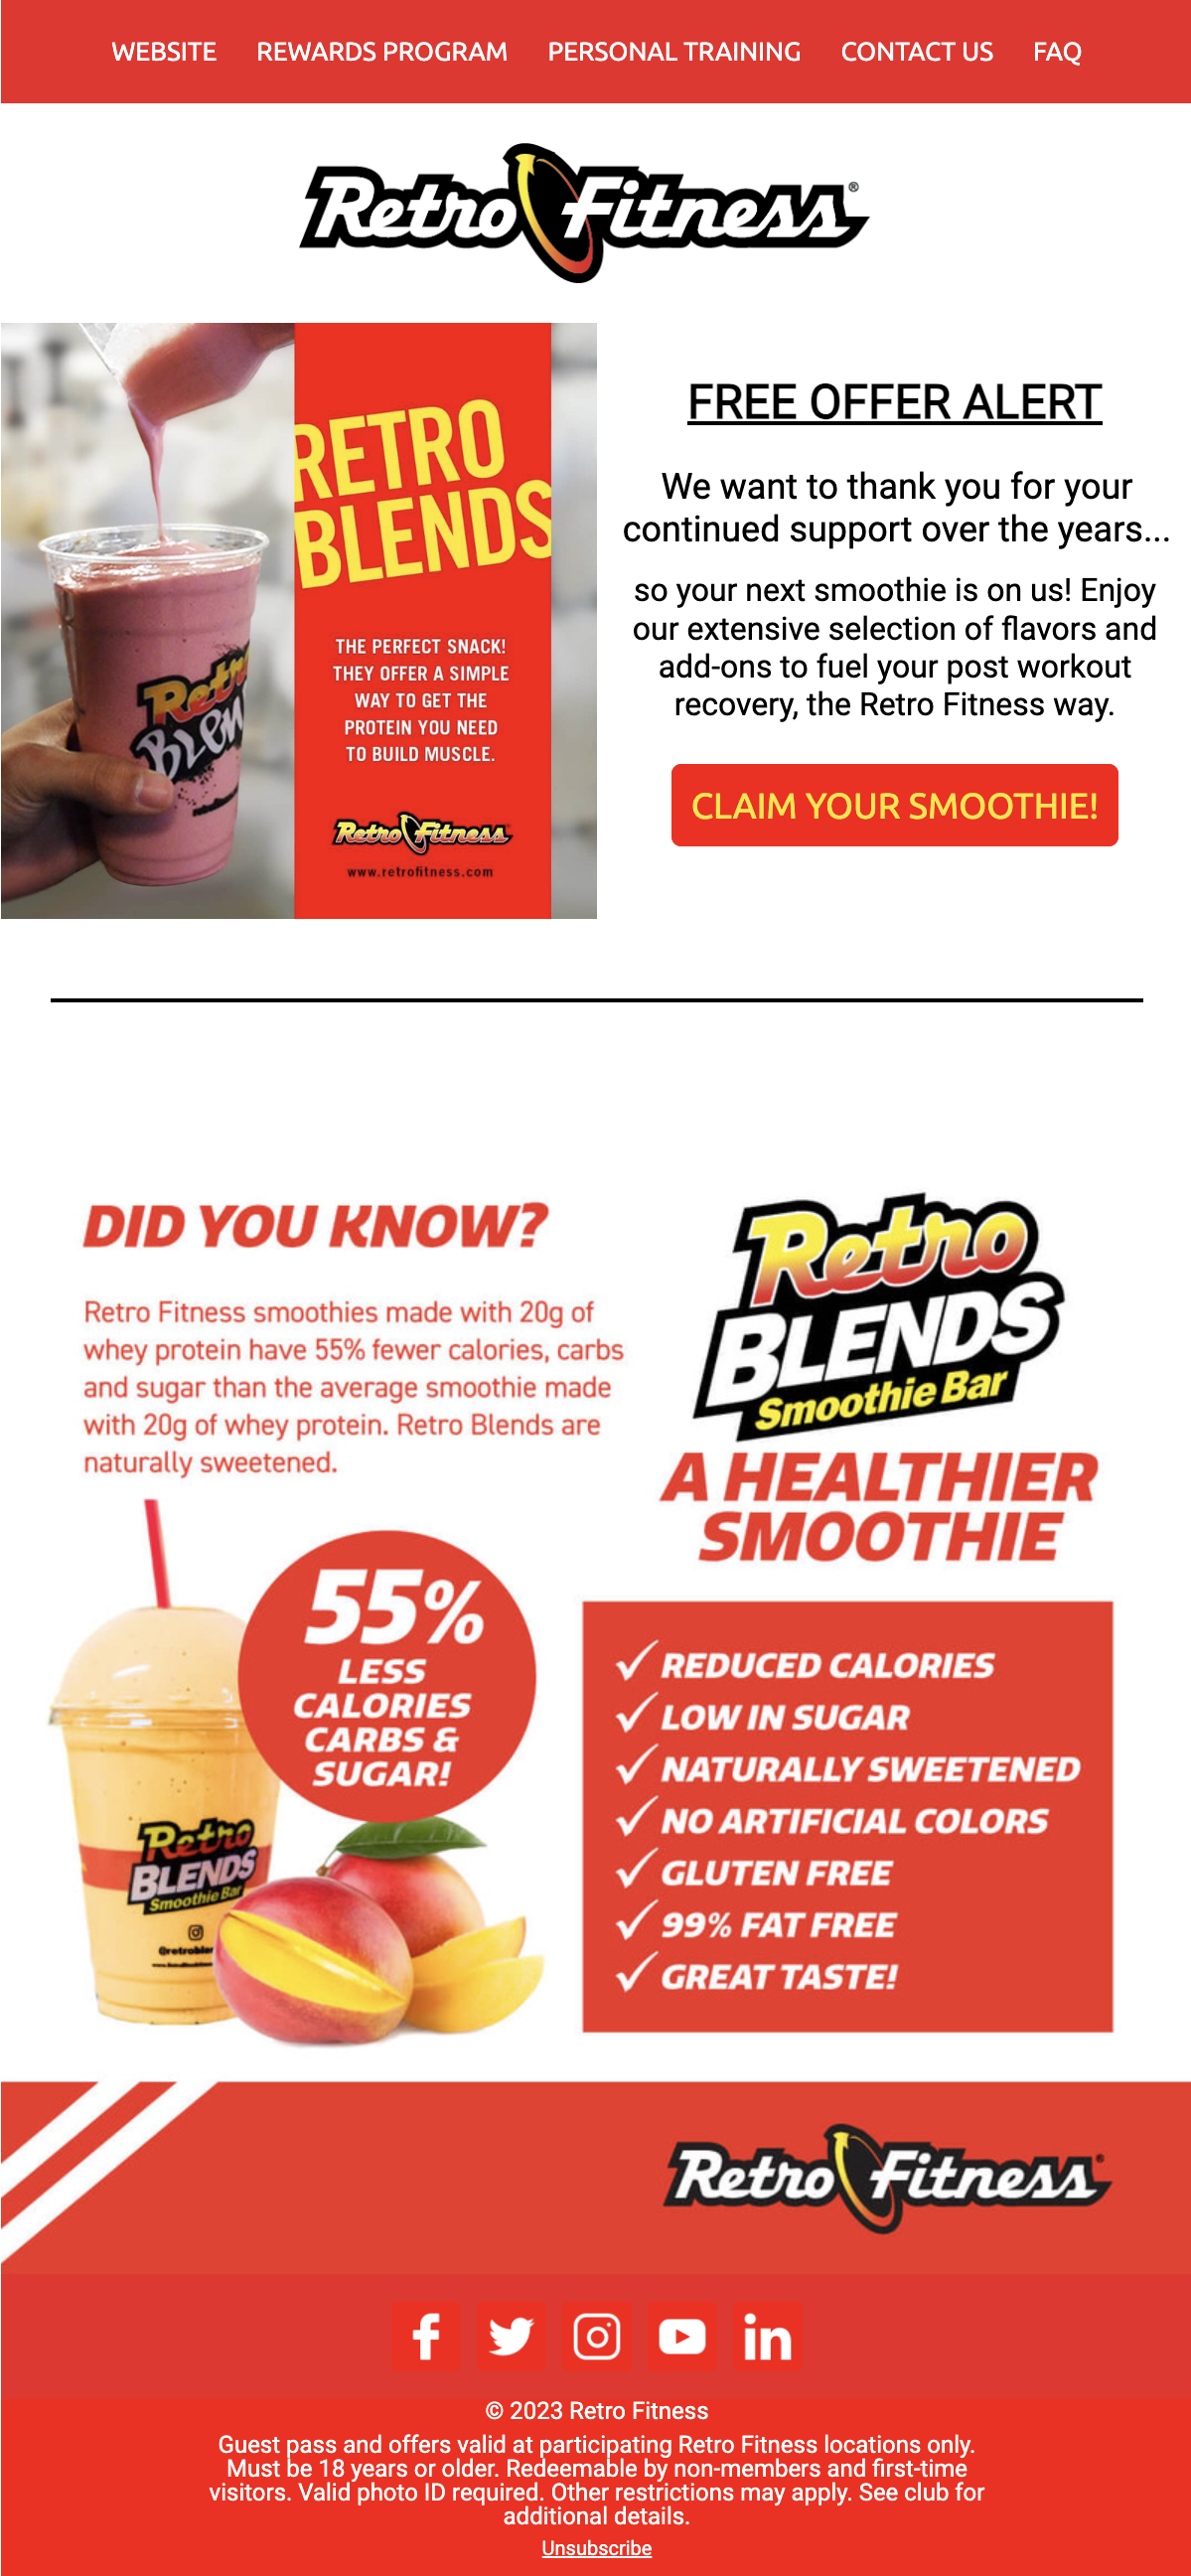 WEBSITE REWARDS PROGRAM PERSONAL TRAINING CONTACT US FAQ
Retro Fitness®
RETRO
BLENDS
THE PERFECT SNACK!
THEY OFFER A SIMPLE
WAY TO GET THE
PROTEIN YOU NEED
TO BUILD MUSCLE.
Retro Fitness
www.retrofitness.com
Retro
Blen
FREE OFFER ALERT
We want to thank you for your
continued support over the years...
so your next smoothie is on us! Enjoy
our extensive selection of flavors and
add-ons to fuel your post workout
recovery, the Retro Fitness way.
CLAIM YOUR SMOOTHIE!
DID YOU KNOW?
Retro Fitness smoothies made with 20g of
whey protein have 55% fewer calories, carbs
and sugar than the average smoothie made
with 20g of whey protein. Retro Blends are
naturally sweetened.
Retro
BLENDS
Smoothie Bar
A HEALTHIER
SMOOTHIE
55%
LESS
CALORIES
CARBS &
SUGAR!
Retro
BLENDS
Smoothie Bar
@retroble
✓ REDUCED CALORIES
✓ LOW IN SUGAR
✓ NATURALLY SWEETENED
✓ NO ARTIFICIAL COLORS
✓ GLUTEN FREE
✓ 99% FAT FREE
✓ GREAT TASTE!
Retro Fitness
© 2023 Retro Fitness
Guest pass and offers valid at participating Retro Fitness locations only.
Must be 18 years or older. Redeemable by non-members and first-time
visitors. Valid photo ID required. Other restrictions may apply. See club for
additional details.
Unsubscribe